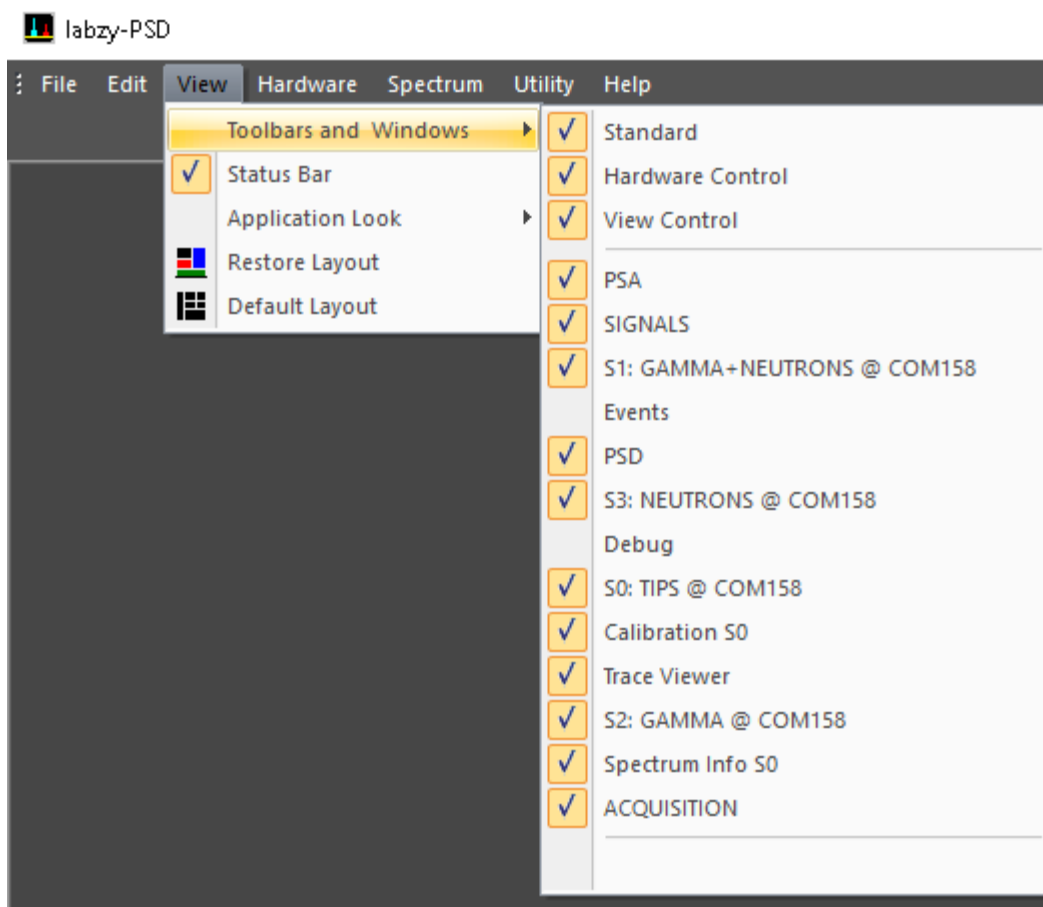 labzy-PSD
File Edit View Hardware Spectrum Utility Help
Toolbars and Windows
Status Bar
Application Look
Restore Layout
Default Layout
Standard
Hardware Control
View Control
PSA
SIGNALS
S1: GAMMA+NEUTRONS @ COM158
Events
PSD
S3: NEUTRONS @ COM158
Debug
S0: TIPS @ COM158
Calibration S0
Trace Viewer
S2: GAMMA @ COM158
Spectrum Info S0
ACQUISITION